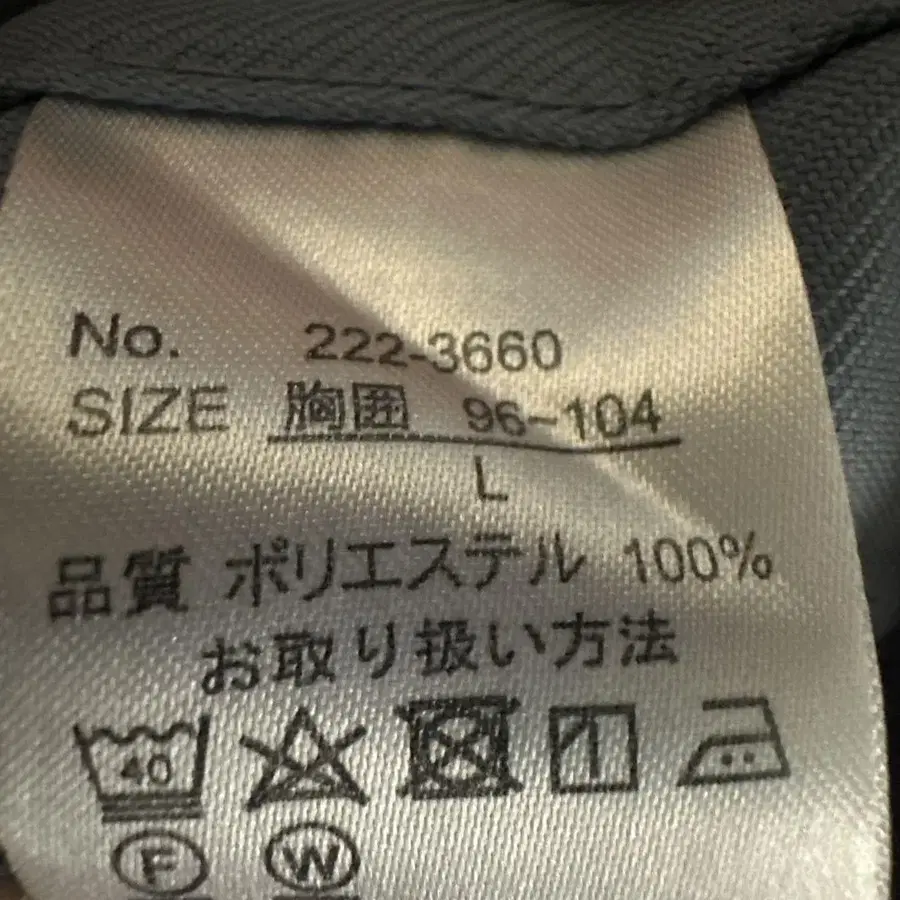 No. 222-3660
SIZE 胸囲 96-104
L
品質 ポリエステル 100%
お取り扱い方法
40
F W